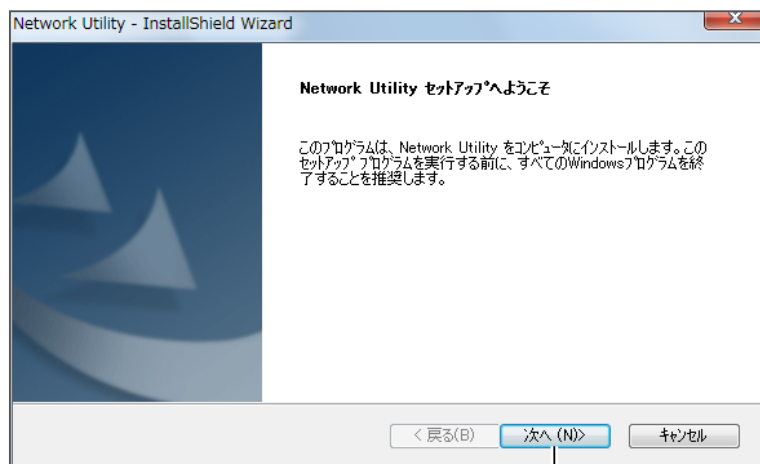 Network Utility - InstallShield Wizard
Network Utility セットアップへようこそ
このプログラムは、Network Utility をコンピュータにインストールします。この
セットアップ プログラムを実行する前に、すべてのWindowsプログラムを終
了することを推奨します。
< 戻る(B)
次へ (N)>
キャンセル